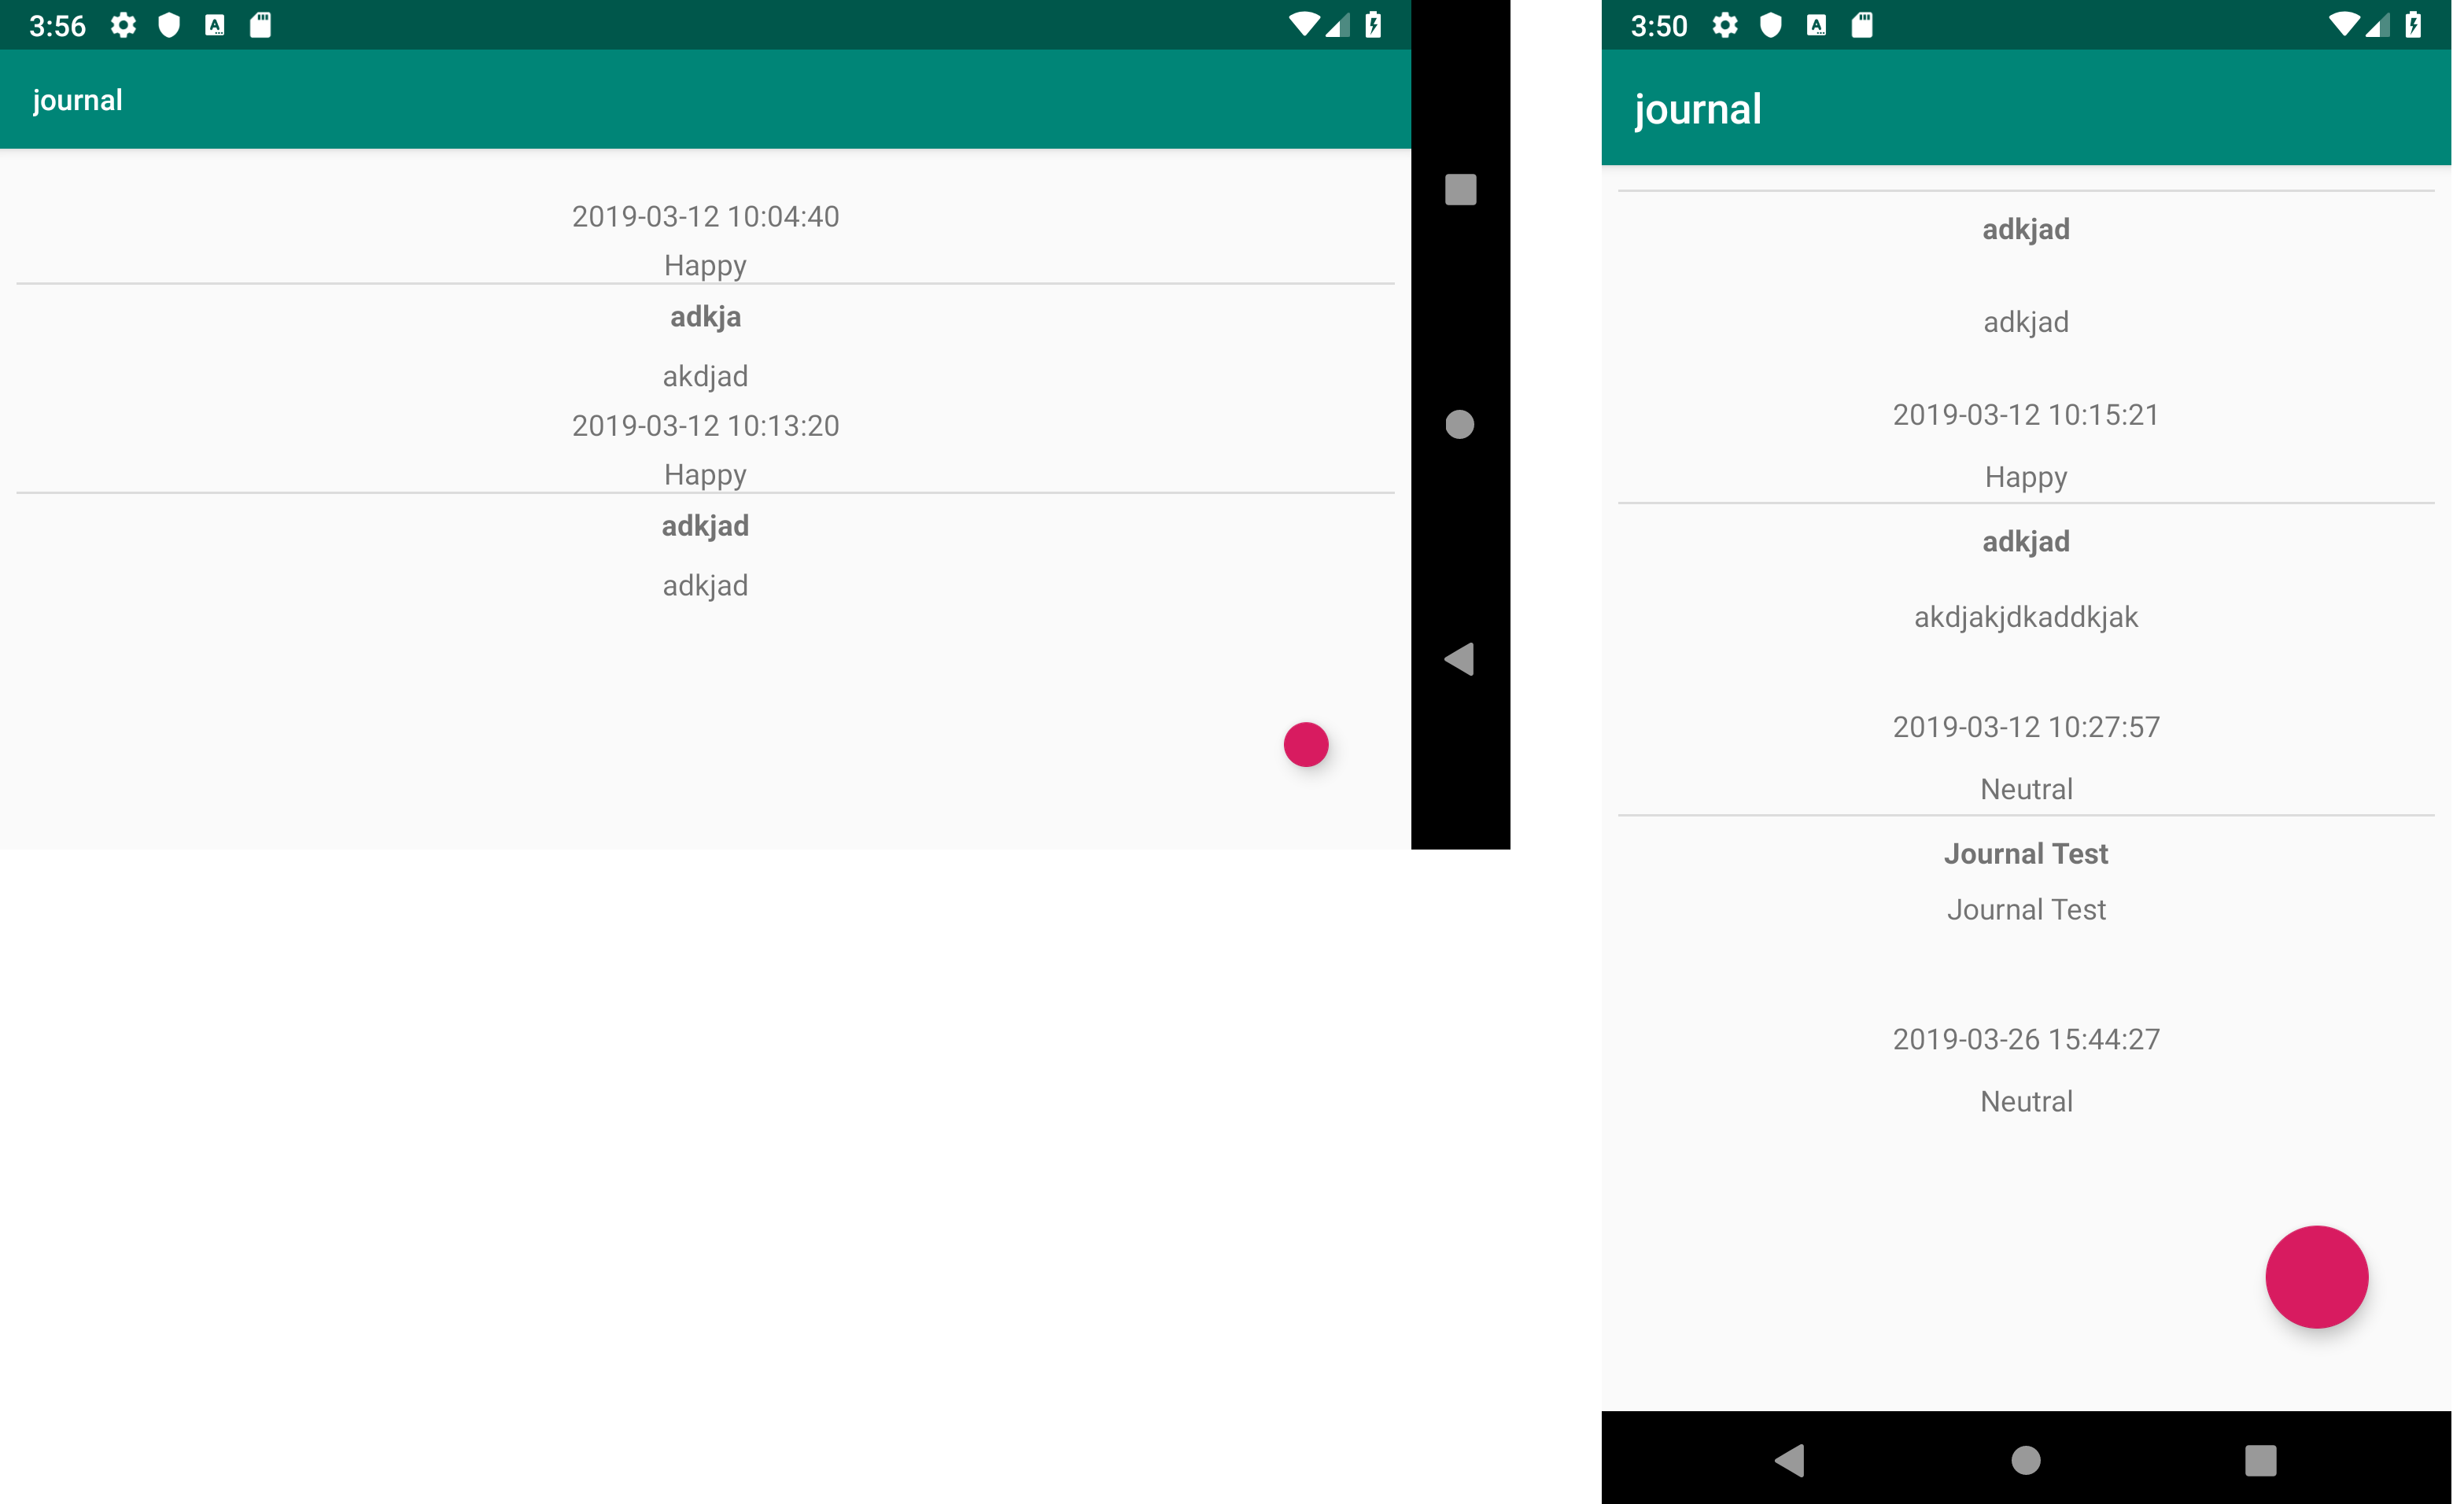 3:56
journal
2019-03-12 10:04:40
Happy
adkja
akdjad
2019-03-12 10:13:20
Happy
adkjad
adkjad
3:50
journal
adkjad
adkjad
2019-03-12 10:15:21
Happy
adkjad
akdjakjdkaddkjak
2019-03-12 10:27:57
Neutral
Journal Test
Journal Test
2019-03-26 15:44:27
Neutral